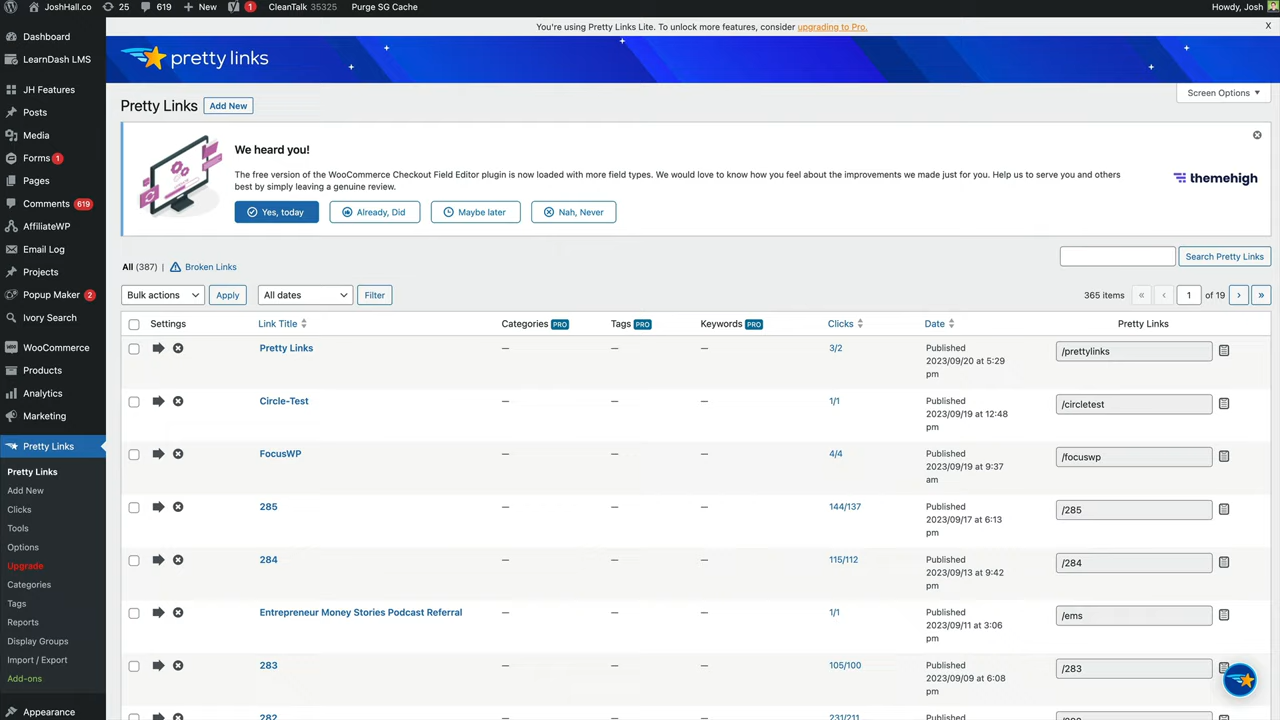 JoshHall.co 25 619 New 1 CleanTalk 35325 Purge SG Cache Howdy, Josh
You're using Pretty Links Lite. To unlock more features, consider upgrading to Pro. X
pretty links
Screen Options
Pretty Links Add New
We heard you!
The free version of the WooCommerce Checkout Field Editor plugin is now loaded with more field types. We would love to know how you feel about the improvements we made just for you. Help us to serve you and others
best by simply leaving a genuine review.
themehigh
Yes, today Already, Did Maybe later Nah, Never
All (387) | Broken Links
Search Pretty Links
Bulk actions Apply All dates Filter 365 items « ‹ 1 of 19 › »
Settings Link Title Categories PRO Tags PRO Keywords PRO Clicks Date Pretty Links
Pretty Links — — — 3/2 Published /prettylinks
2023/09/20 at 5:29
pm
Circle-Test — — — 1/1 Published /circletest
2023/09/19 at 12:48
pm
FocusWP — — — 4/4 Published /focuswp
2023/09/19 at 9:37
am
285 — — — 144/137 Published /285
2023/09/17 at 6:13
pm
284 — — — 115/112 Published /284
2023/09/13 at 9:42
pm
Entrepreneur Money Stories Podcast Referral — — — 1/1 Published /ems
2023/09/11 at 3:06
pm
283 — — — 105/100 Published /283
2023/09/09 at 6:08
pm
282 — — — 231/211 Published
Dashboard
LearnDash LMS
JH Features
Posts
Media
Forms 1
Pages
Comments 619
AffiliateWP
Email Log
Projects
Popup Maker 2
Ivory Search
WooCommerce
Products
Analytics
Marketing
Pretty Links
Pretty Links
Add New
Clicks
Tools
Options
Upgrade
Categories
Tags
Reports
Display Groups
Import / Export
Add-ons
Appearance